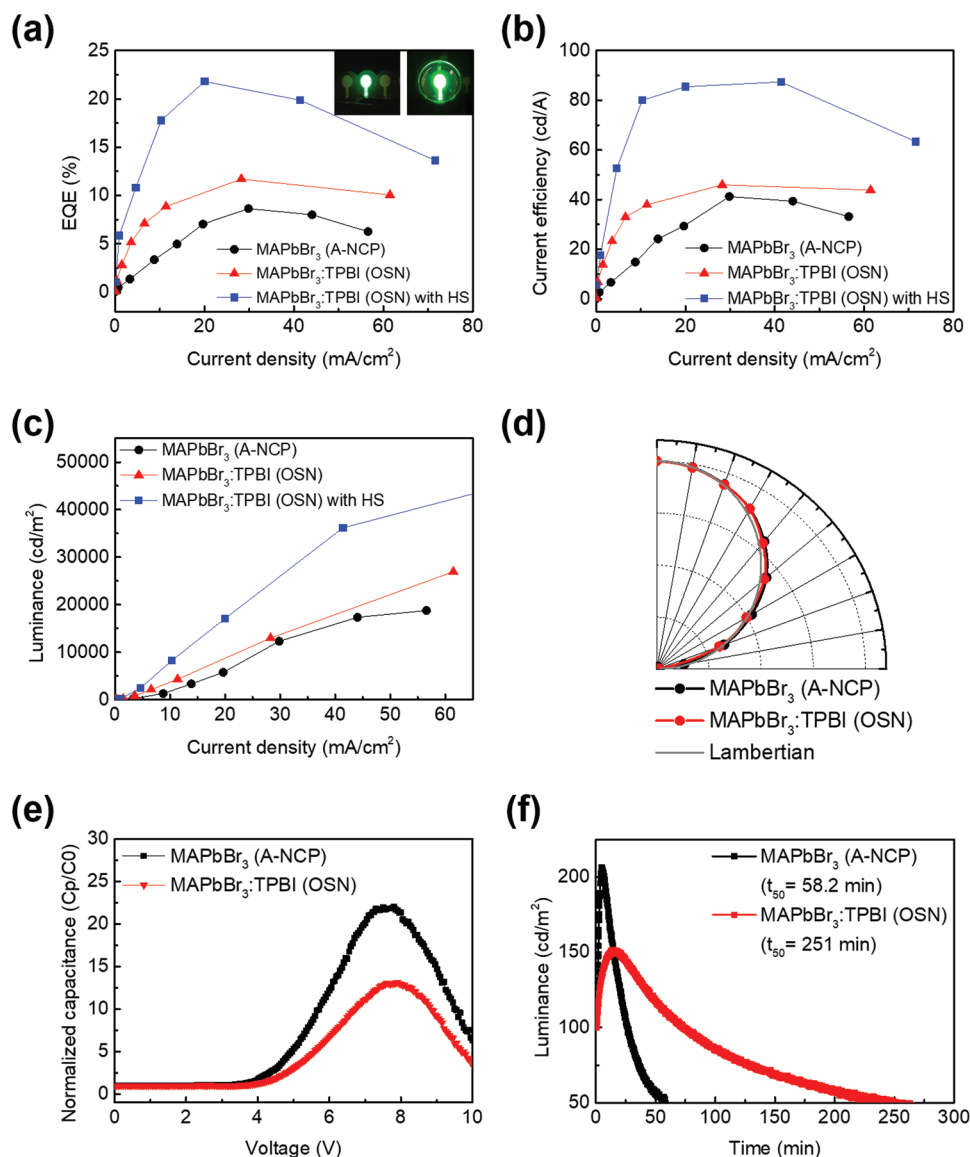 (a)
25
20
15
10
5
0
EQE (%)
MAPbBr₃ (A-NCP)
MAPbBr₃:TPBI (OSN)
MAPbBr₃:TPBI (OSN) with HS
0 20 40 60 80
Current density (mA/cm²)
(b)
100
80
60
40
20
0
Current efficiency (cd/A)
MAPbBr₃ (A-NCP)
MAPbBr₃:TPBI (OSN)
MAPbBr₃:TPBI (OSN) with HS
0 20 40 60 80
Current density (mA/cm²)
(c)
50000
40000
30000
20000
10000
0
Luminance (cd/m²)
MAPbBr₃ (A-NCP)
MAPbBr₃:TPBI (OSN)
MAPbBr₃:TPBI (OSN) with HS
0 10 20 30 40 50 60
Current density (mA/cm²)
(d)
MAPbBr₃ (A-NCP)
MAPbBr₃:TPBI (OSN)
Lambertian
(e)
30
25
20
15
10
5
0
Normalized capacitance (Cp/C0)
MAPbBr₃ (A-NCP)
MAPbBr₃:TPBI (OSN)
0 2 4 6 8 10
Voltage (V)
(f)
200
150
100
50
Luminance (cd/m²)
MAPbBr₃ (A-NCP)
(t₅₀= 58.2 min)
MAPbBr₃:TPBI (OSN)
(t₅₀= 251 min)
0 50 100 150 200 250 300
Time (min)